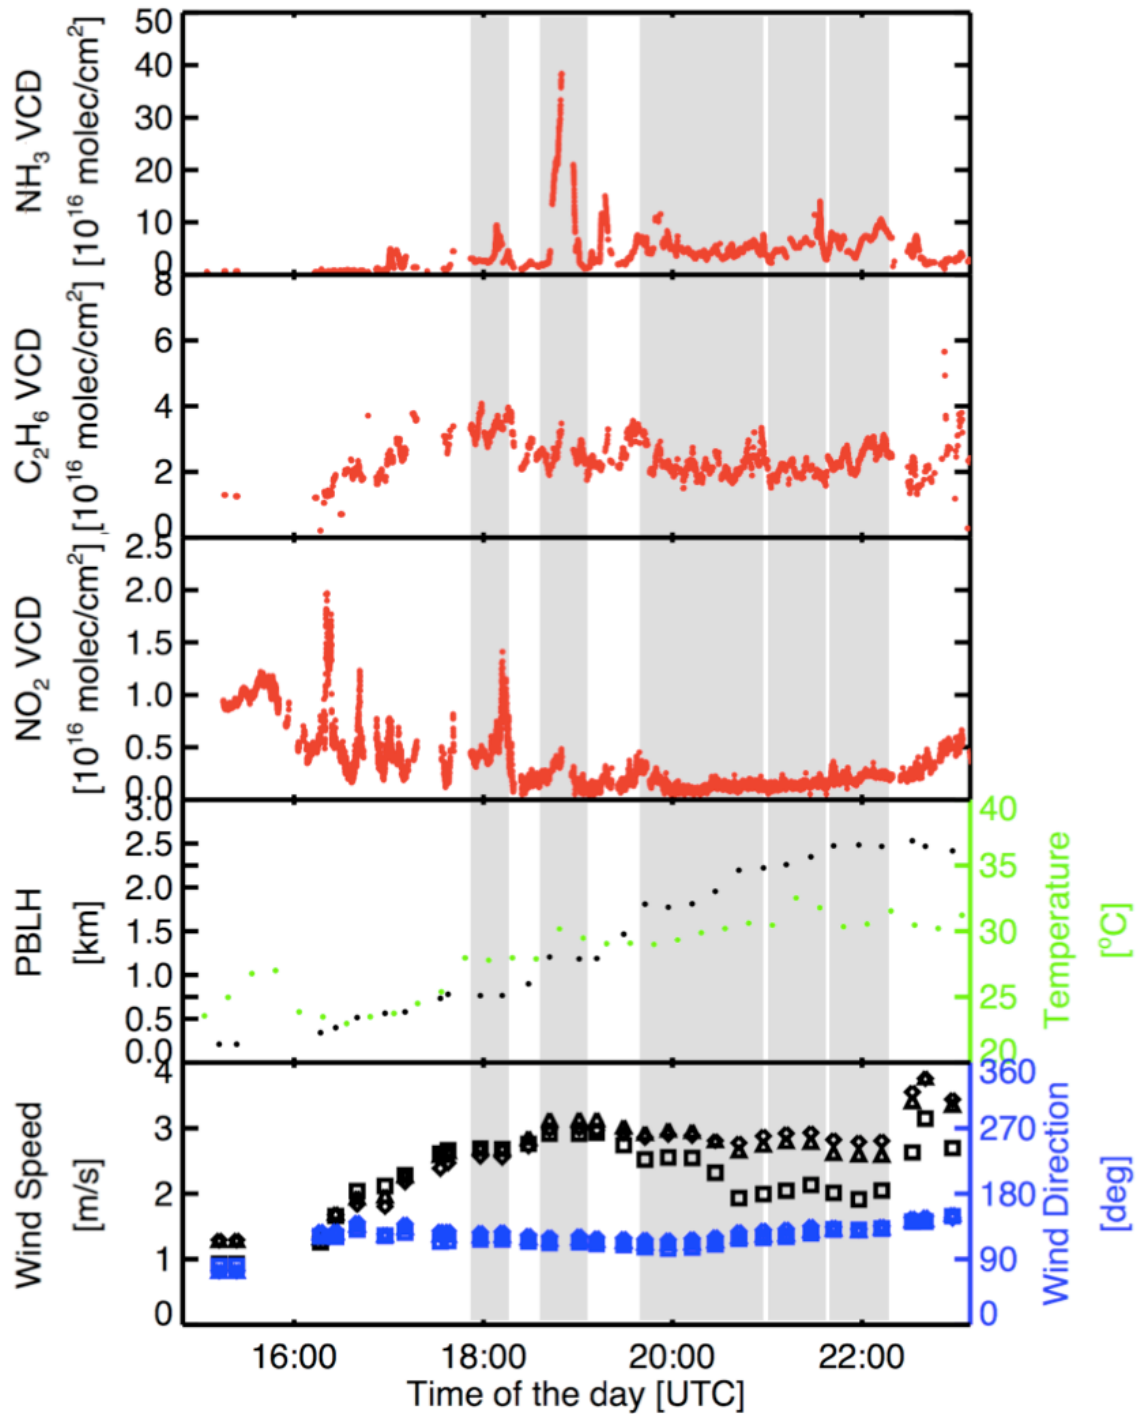 NH3 VCD
[10^16 molec/cm^2]
50
40
30
20
10
0
C2H6 VCD
[10^16 molec/cm^2]
8
6
4
2
0
NO2 VCD
[10^16 molec/cm^2]
2.5
2.0
1.5
1.0
0.5
0.0
PBLH
[km]
3.0
2.5
2.0
1.5
1.0
0.5
0.0
40
35
30
25
20
Temperature
[°C]
Wind Speed
[m/s]
4
3
2
1
0
360
270
180
90
0
Wind Direction
[deg]
16:00 18:00 20:00 22:00
Time of the day [UTC]